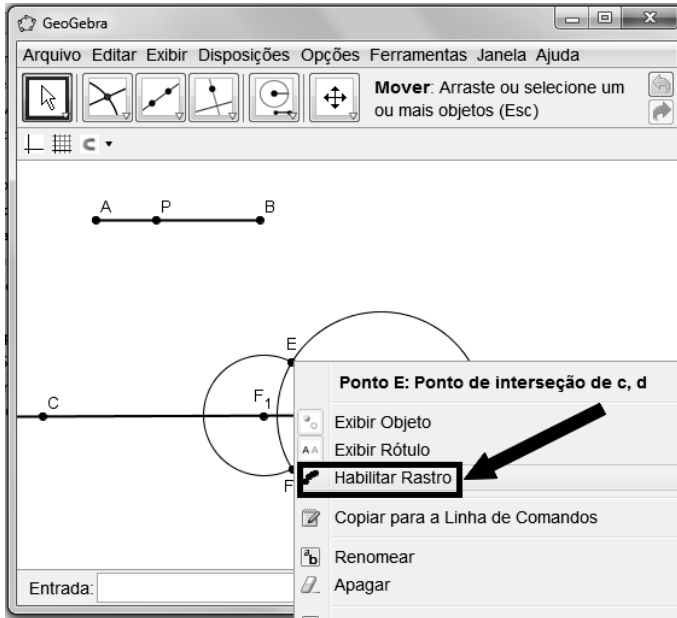 GeoGebra
Arquivo Editar Exibir Disposições Opções Ferramentas Janela Ajuda
Mover: Arraste ou selecione um
ou mais objetos (Esc)
A P B
E
Ponto E: Ponto de interseção de c, d
C F1
Exibir Objeto
AA Exibir Rótulo
F Habilitar Rastro
Copiar para a Linha de Comandos
ab Renomear
Apagar
Entrada: